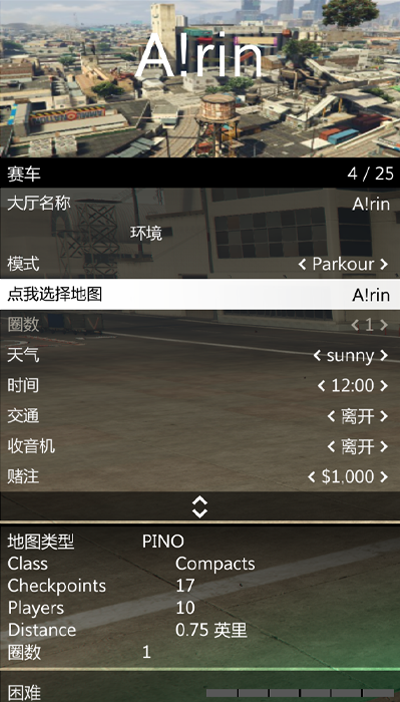 A!rin
赛车 4 / 25
大厅名称 A!rin
环境
模式 Parkour
点我选择地图 A!rin
圈数 1
天气 sunny
时间 12:00
交通 离开
收音机 离开
赌注 $1,000
地图类型 PINO
Class Compacts
Checkpoints 17
Players 10
Distance 0.75 英里
圈数 1
困难